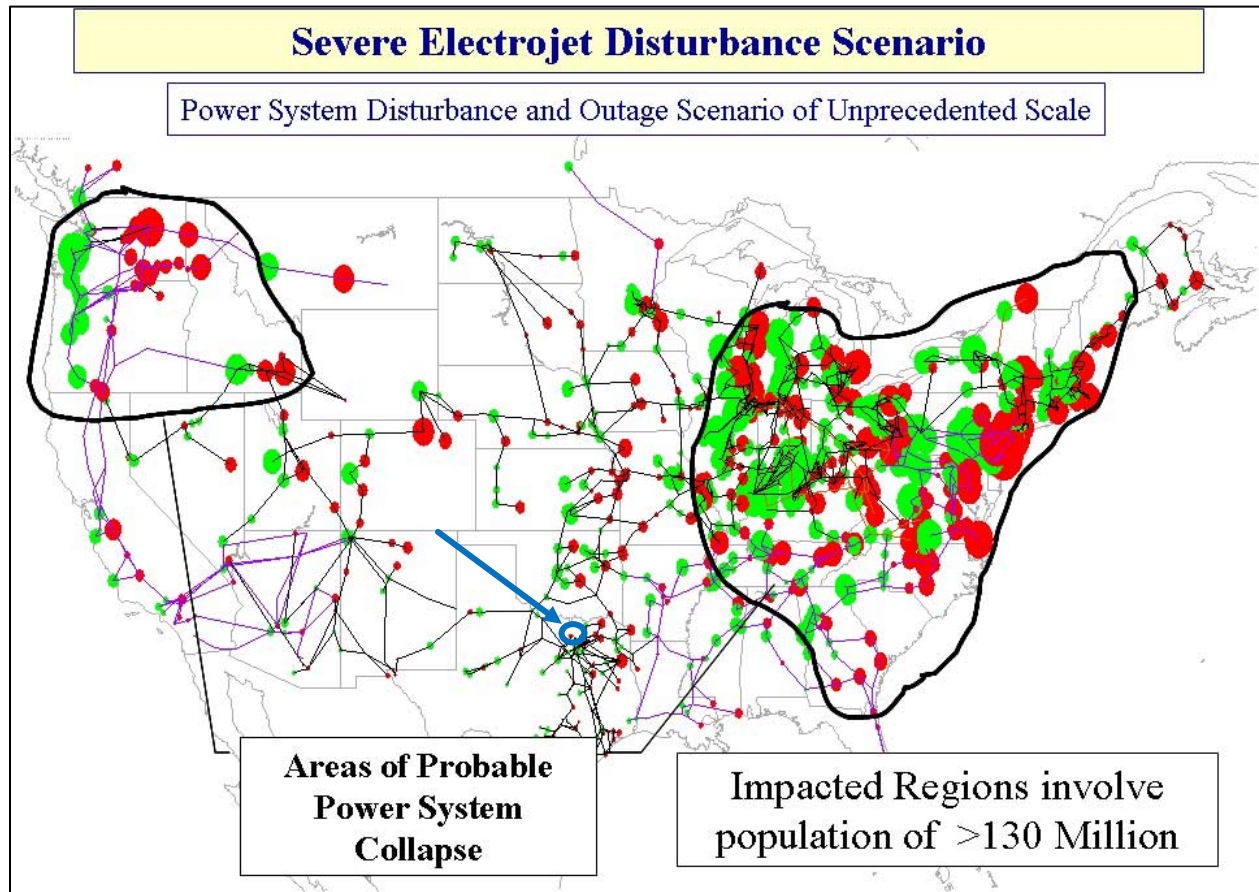 Severe Electrojet Disturbance Scenario
Power System Disturbance and Outage Scenario of Unprecedented Scale
Areas of Probable
Power System
Collapse
Impacted Regions involve
population of >130 Million